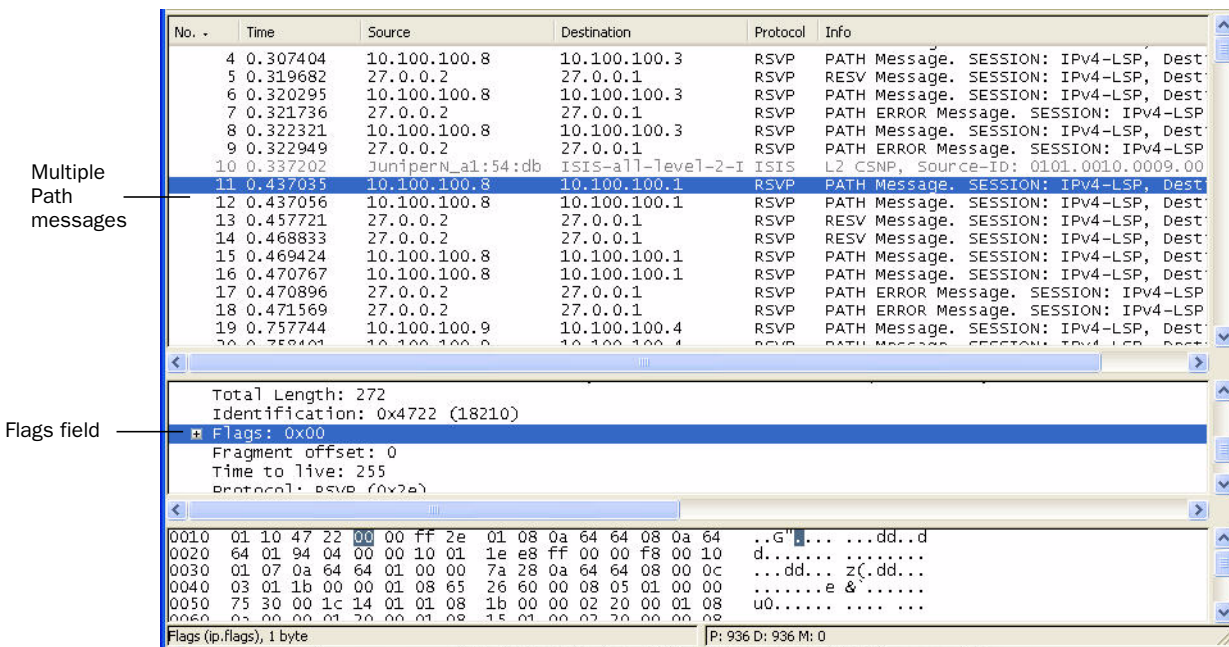 No. Time Source Destination Protocol Info
4 0.307404 10.100.100.8 10.100.100.3 RSVP PATH Message. SESSION: IPv4-LSP, Dest
5 0.319682 27.0.0.2 27.0.0.1 RSVP RESV Message. SESSION: IPv4-LSP, Dest
6 0.320295 10.100.100.8 10.100.100.3 RSVP PATH Message. SESSION: IPv4-LSP, Dest
7 0.321736 27.0.0.2 27.0.0.1 RSVP PATH ERROR Message. SESSION: IPv4-LSP
8 0.322321 10.100.100.8 10.100.100.3 RSVP PATH Message. SESSION: IPv4-LSP, Dest
9 0.322949 27.0.0.2 27.0.0.1 RSVP PATH ERROR Message. SESSION: IPv4-LSP
10 0.337202 JuniperN_a1:54:db ISIS-all-level-2-I ISIS L2 CSNP, Source-ID: 0101.0010.0009.00
11 0.437035 10.100.100.8 10.100.100.1 RSVP PATH Message. SESSION: IPv4-LSP, Dest
12 0.437056 10.100.100.8 10.100.100.1 RSVP PATH Message. SESSION: IPv4-LSP, Dest
13 0.457721 27.0.0.2 27.0.0.1 RSVP RESV Message. SESSION: IPv4-LSP, Dest
14 0.468833 27.0.0.2 27.0.0.1 RSVP RESV Message. SESSION: IPv4-LSP, Dest
15 0.469424 10.100.100.8 10.100.100.1 RSVP PATH Message. SESSION: IPv4-LSP, Dest
16 0.470767 10.100.100.8 10.100.100.1 RSVP PATH Message. SESSION: IPv4-LSP, Dest
17 0.470896 27.0.0.2 27.0.0.1 RSVP PATH ERROR Message. SESSION: IPv4-LSP
18 0.471569 27.0.0.2 27.0.0.1 RSVP PATH ERROR Message. SESSION: IPv4-LSP
19 0.757744 10.100.100.9 10.100.100.4 RSVP PATH Message. SESSION: IPv4-LSP, Dest
20 0.758401 10.100.100.9 10.100.100.4 RSVP PATH Message. SESSION: IPv4-LSP, Dest
Multiple
Path
messages
Total Length: 272
Identification: 0x4722 (18210)
Flags: 0x00
Fragment offset: 0
Time to live: 255
Protocol: RSVP (0x2e)
Flags field
0010 01 10 47 22 00 00 ff 2e 01 08 0a 64 64 08 0a 64 ..G".... ...dd..d
0020 64 01 94 04 00 00 10 01 1e e8 ff 00 00 f8 00 10 d....... ........
0030 01 07 0a 64 64 01 00 00 7a 28 0a 64 64 08 00 0c ...dd... z(.dd...
0040 03 01 1b 00 00 01 08 65 26 60 00 08 05 01 00 00 .......e &`......
0050 75 30 00 1c 14 01 01 08 1b 00 00 02 20 00 01 08 u0...... .... ...
Flags (ip.flags), 1 byte
P: 936 D: 936 M: 0